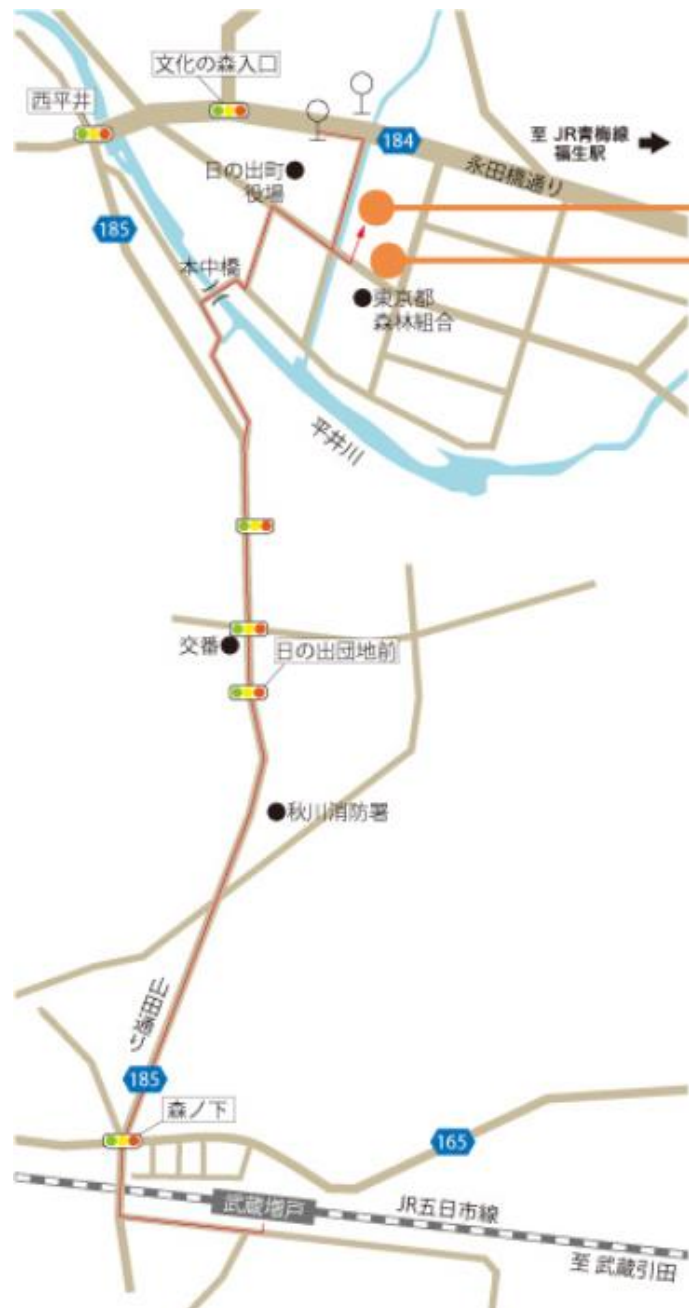 文化の森入口
西平井
184
至 JR青梅線
福生駅
永田橋通り
日の出町
役場
185
本中橋
東京都
森林組合
平井川
交番
日の出団地前
秋川消防署
山田通り
185
森ノ下
165
武蔵増戸
JR五日市線
至 武蔵引田